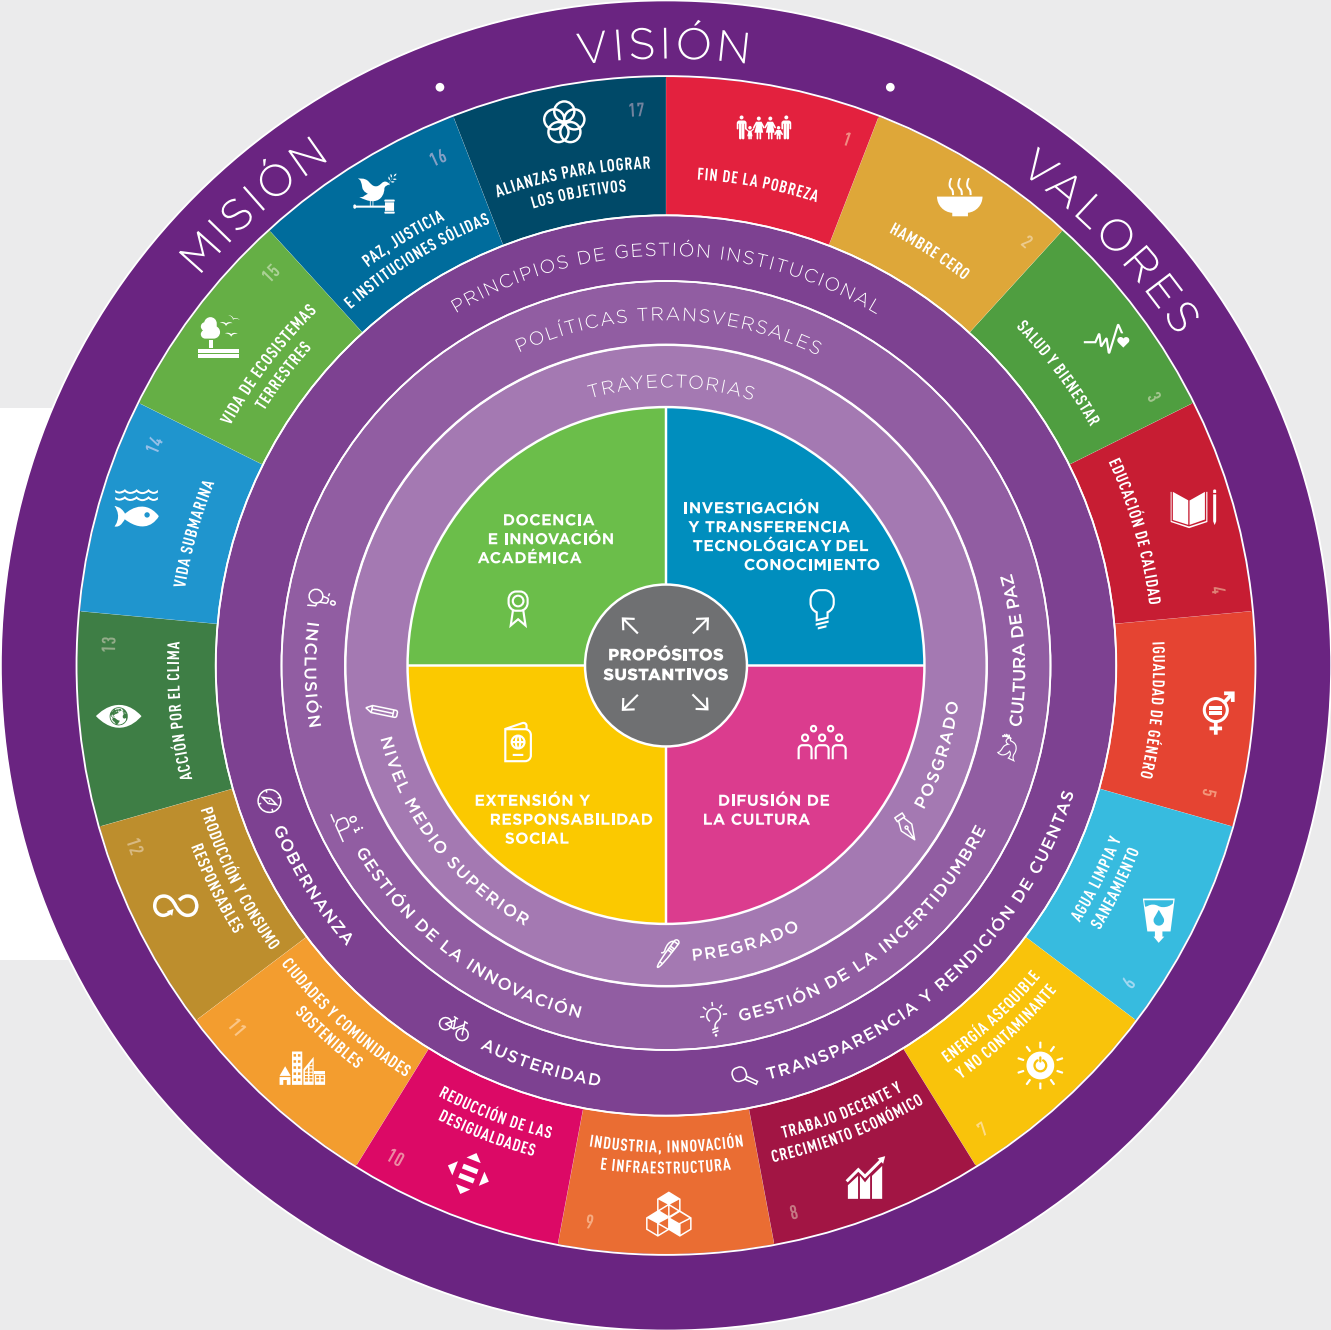 VISIÓN
MISIÓN
VALORES
17
ALIANZAS PARA LOGRAR
LOS OBJETIVOS
1
FIN DE LA POBREZA
2
HAMBRE CERO
3
SALUD Y BIENESTAR
4
EDUCACIÓN DE CALIDAD
5
IGUALDAD DE GÉNERO
6
AGUA LIMPIA Y
SANEAMIENTO
7
ENERGÍA ASEQUIBLE
Y NO CONTAMINANTE
8
TRABAJO DECENTE Y
CRECIMIENTO ECONÓMICO
9
INDUSTRIA, INNOVACIÓN
E INFRAESTRUCTURA
10
REDUCCIÓN DE LAS
DESIGUALDADES
11
CIUDADES Y COMUNIDADES
SOSTENIBLES
12
PRODUCCIÓN Y CONSUMO
RESPONSABLES
13
ACCIÓN POR EL CLIMA
14
VIDA SUBMARINA
15
VIDA DE ECOSISTEMAS
TERRESTRES
16
PAZ, JUSTICIA
E INSTITUCIONES SÓLIDAS
PRINCIPIOS DE GESTIÓN INSTITUCIONAL
GOBERNANZA
AUSTERIDAD
TRANSPARENCIA Y RENDICIÓN DE CUENTAS
POLÍTICAS TRANSVERSALES
INCLUSIÓN
GESTIÓN DE LA INNOVACIÓN
GESTIÓN DE LA INCERTIDUMBRE
CULTURA DE PAZ
TRAYECTORIAS
NIVEL MEDIO SUPERIOR
PREGRADO
POSGRADO
DOCENCIA
E INNOVACIÓN
ACADÉMICA
INVESTIGACIÓN
Y TRANSFERENCIA
TECNOLÓGICA Y DEL
CONOCIMIENTO
PROPÓSITOS
SUSTANTIVOS
EXTENSIÓN Y
RESPONSABILIDAD
SOCIAL
DIFUSIÓN DE
LA CULTURA